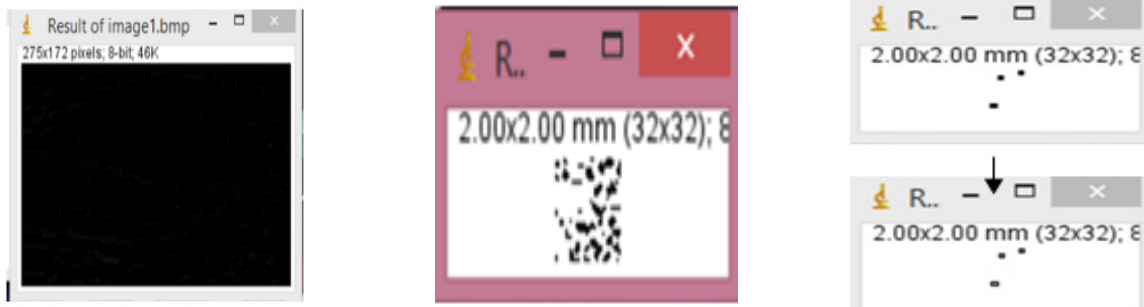 Result of image1.bmp
275x172 pixels; 8-bit; 46K
R..
2.00x2.00 mm (32x32); 8
R..
2.00x2.00 mm (32x32); 8
R..
2.00x2.00 mm (32x32); 8